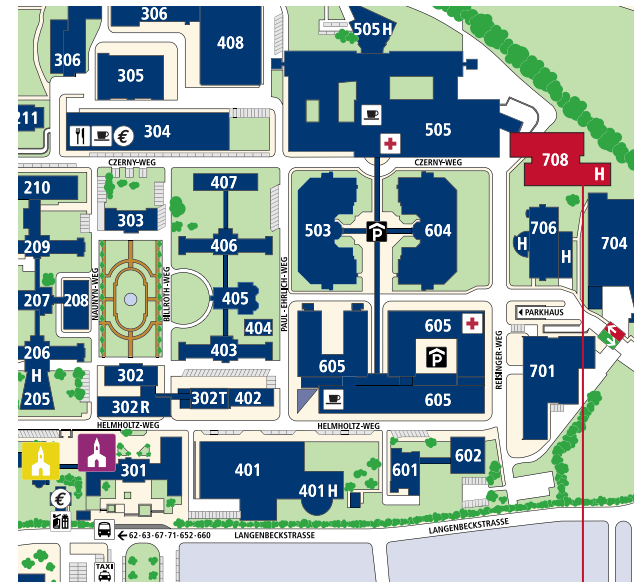 306
505 H
306
408
305
211
304
€
505
CZERNY-WEG
CZERNY-WEG
708
H
210
407
303
503
604
706
H
H
704
209
406
P
207
208
405
404
NAUNYN-WEG
BILLROTH-WEG
PAUL-EHRLICH-WEG
PARKHAUS
206
403
605
605
P
REISINGER-WEG
701
H
205
302
302 R
302T
402
605
HELMHOLTZ-WEG
HELMHOLTZ-WEG
301
401
401 H
601
602
€
62·63·67·71·652·660
LANGENBECKSTRASSE
LANGENBECKSTRASSE
TAXI